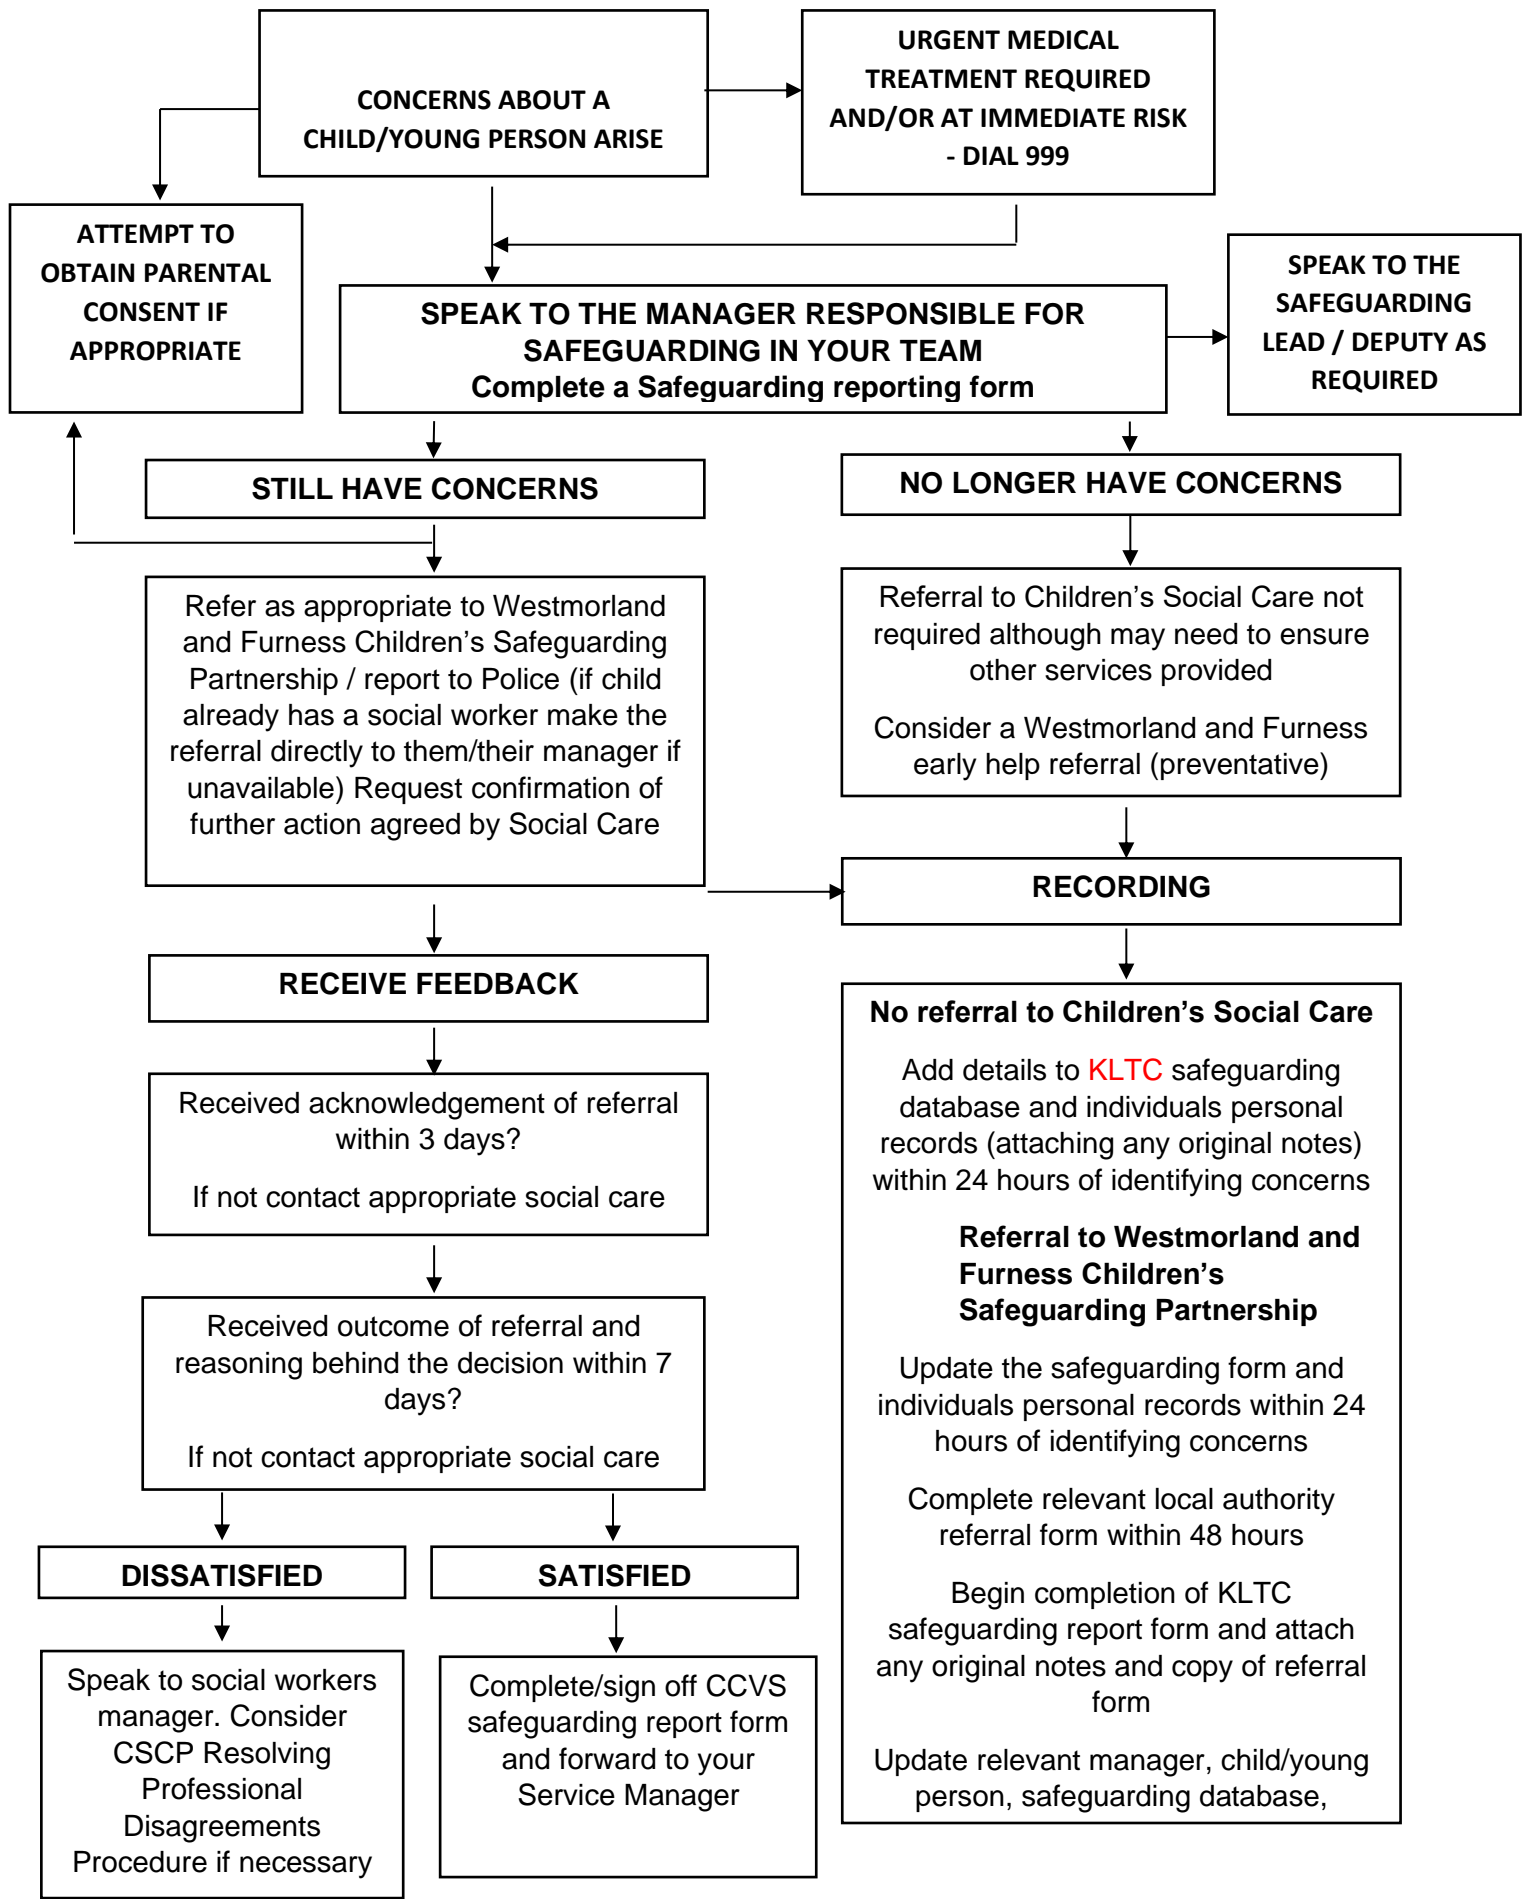 CONCERNS ABOUT A
CHILD/YOUNG PERSON ARISE
URGENT MEDICAL
TREATMENT REQUIRED
AND/OR AT IMMEDIATE RISK
- DIAL 999
ATTEMPT TO
OBTAIN PARENTAL
CONSENT IF
APPROPRIATE
SPEAK TO THE MANAGER RESPONSIBLE FOR
SAFEGUARDING IN YOUR TEAM
Complete a Safeguarding reporting form
SPEAK TO THE
SAFEGUARDING
LEAD / DEPUTY AS
REQUIRED
STILL HAVE CONCERNS
NO LONGER HAVE CONCERNS
Refer as appropriate to Westmorland
and Furness Children’s Safeguarding
Partnership / report to Police (if child
already has a social worker make the
referral directly to them/their manager if
unavailable) Request confirmation of
further action agreed by Social Care
Referral to Children’s Social Care not
required although may need to ensure
other services provided
Consider a Westmorland and Furness
early help referral (preventative)
RECORDING
RECEIVE FEEDBACK
Received acknowledgement of referral
within 3 days?
If not contact appropriate social care
Received outcome of referral and
reasoning behind the decision within 7
days?
If not contact appropriate social care
DISSATISFIED
SATISFIED
Speak to social workers
manager. Consider
CSCP Resolving
Professional
Disagreements
Procedure if necessary
Complete/sign off CCVS
safeguarding report form
and forward to your
Service Manager
No referral to Children’s Social Care
Add details to KLTC safeguarding
database and individuals personal
records (attaching any original notes)
within 24 hours of identifying concerns
Referral to Westmorland and
Furness Children’s
Safeguarding Partnership
Update the safeguarding form and
individuals personal records within 24
hours of identifying concerns
Complete relevant local authority
referral form within 48 hours
Begin completion of KLTC
safeguarding report form and attach
any original notes and copy of referral
form
Update relevant manager, child/young
person, safeguarding database,